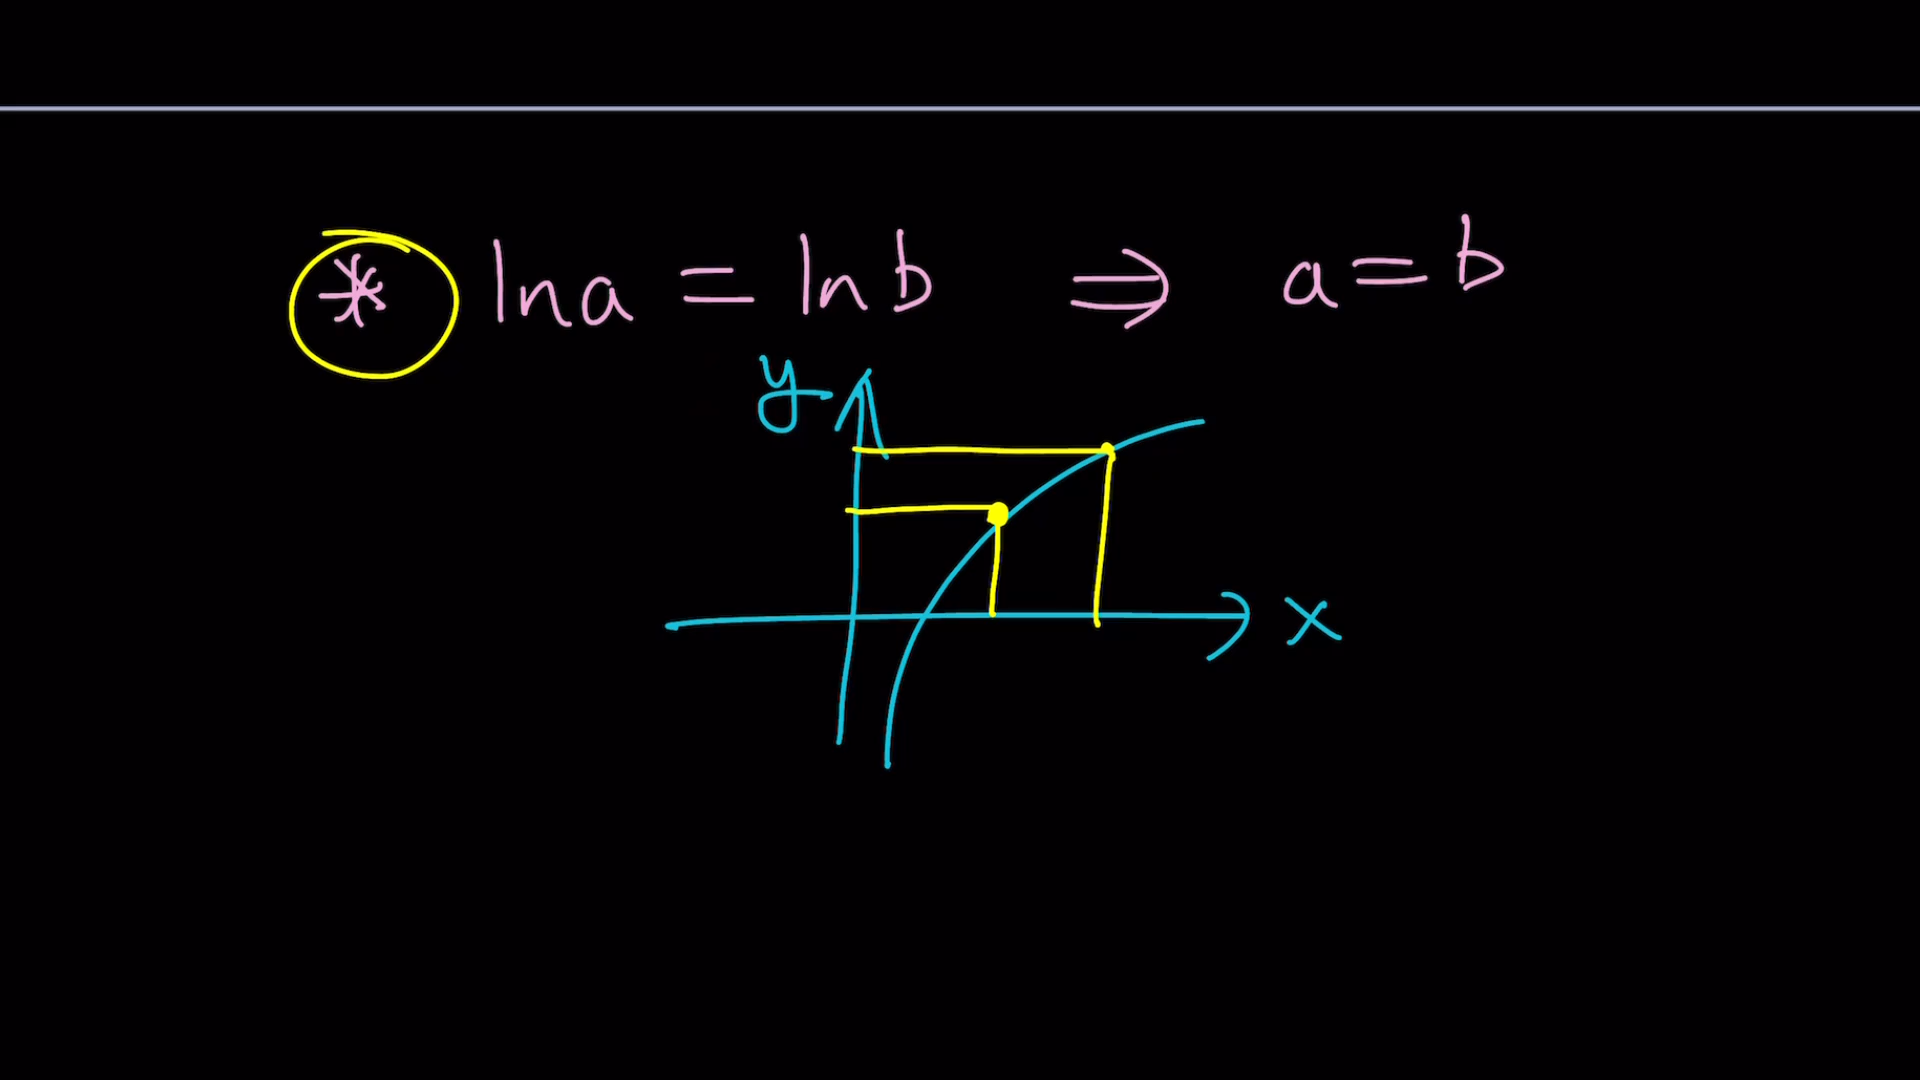 * ln a = ln b ⇒ a = b
y
x